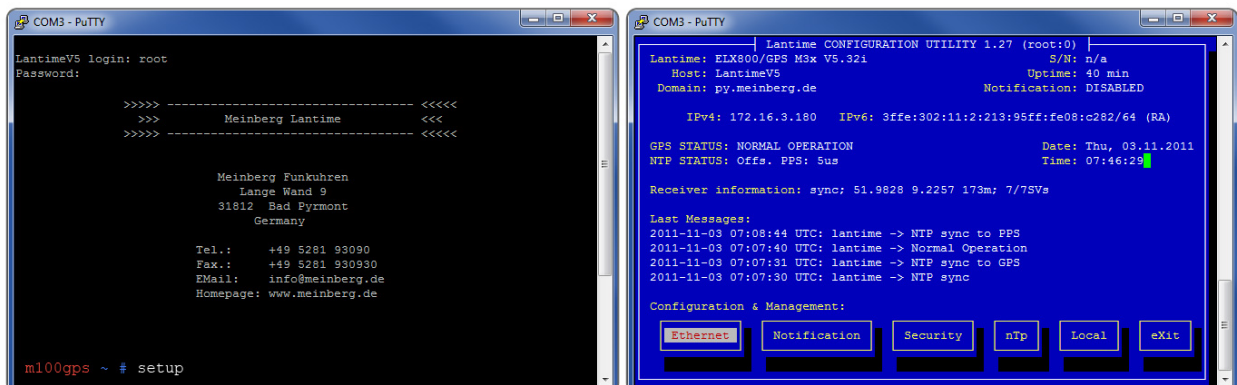 COM3 - PuTTY
LantimeV5 login: root
Password:
>>>>> ---------------------------------- <<<<<
>>> Meinberg Lantime <<<
>>>>> ---------------------------------- <<<<<
Meinberg Funkuhren
Lange Wand 9
31812 Bad Pyrmont
Germany
Tel.: +49 5281 93090
Fax.: +49 5281 930930
EMail: info@meinberg.de
Homepage: www.meinberg.de
m100gps ~ # setup
COM3 - PuTTY
Lantime CONFIGURATION UTILITY 1.27 (root:0)
Lantime: ELX800/GPS M3x V5.32i S/N: n/a
Host: LantimeV5 Uptime: 40 min
Domain: py.meinberg.de Notification: DISABLED
IPv4: 172.16.3.180 IPv6: 3ffe:302:11:2:213:95ff:fe08:c282/64 (RA)
GPS STATUS: NORMAL OPERATION Date: Thu, 03.11.2011
NTP STATUS: Offs. PPS: 5us Time: 07:46:29
Receiver information: sync; 51.9828 9.2257 173m; 7/7SVs
Last Messages:
2011-11-03 07:08:44 UTC: lantime -> NTP sync to PPS
2011-11-03 07:07:40 UTC: lantime -> Normal Operation
2011-11-03 07:07:31 UTC: lantime -> NTP sync to GPS
2011-11-03 07:07:30 UTC: lantime -> NTP sync
Configuration & Management:
Ethernet Notification Security nTp Local eXit